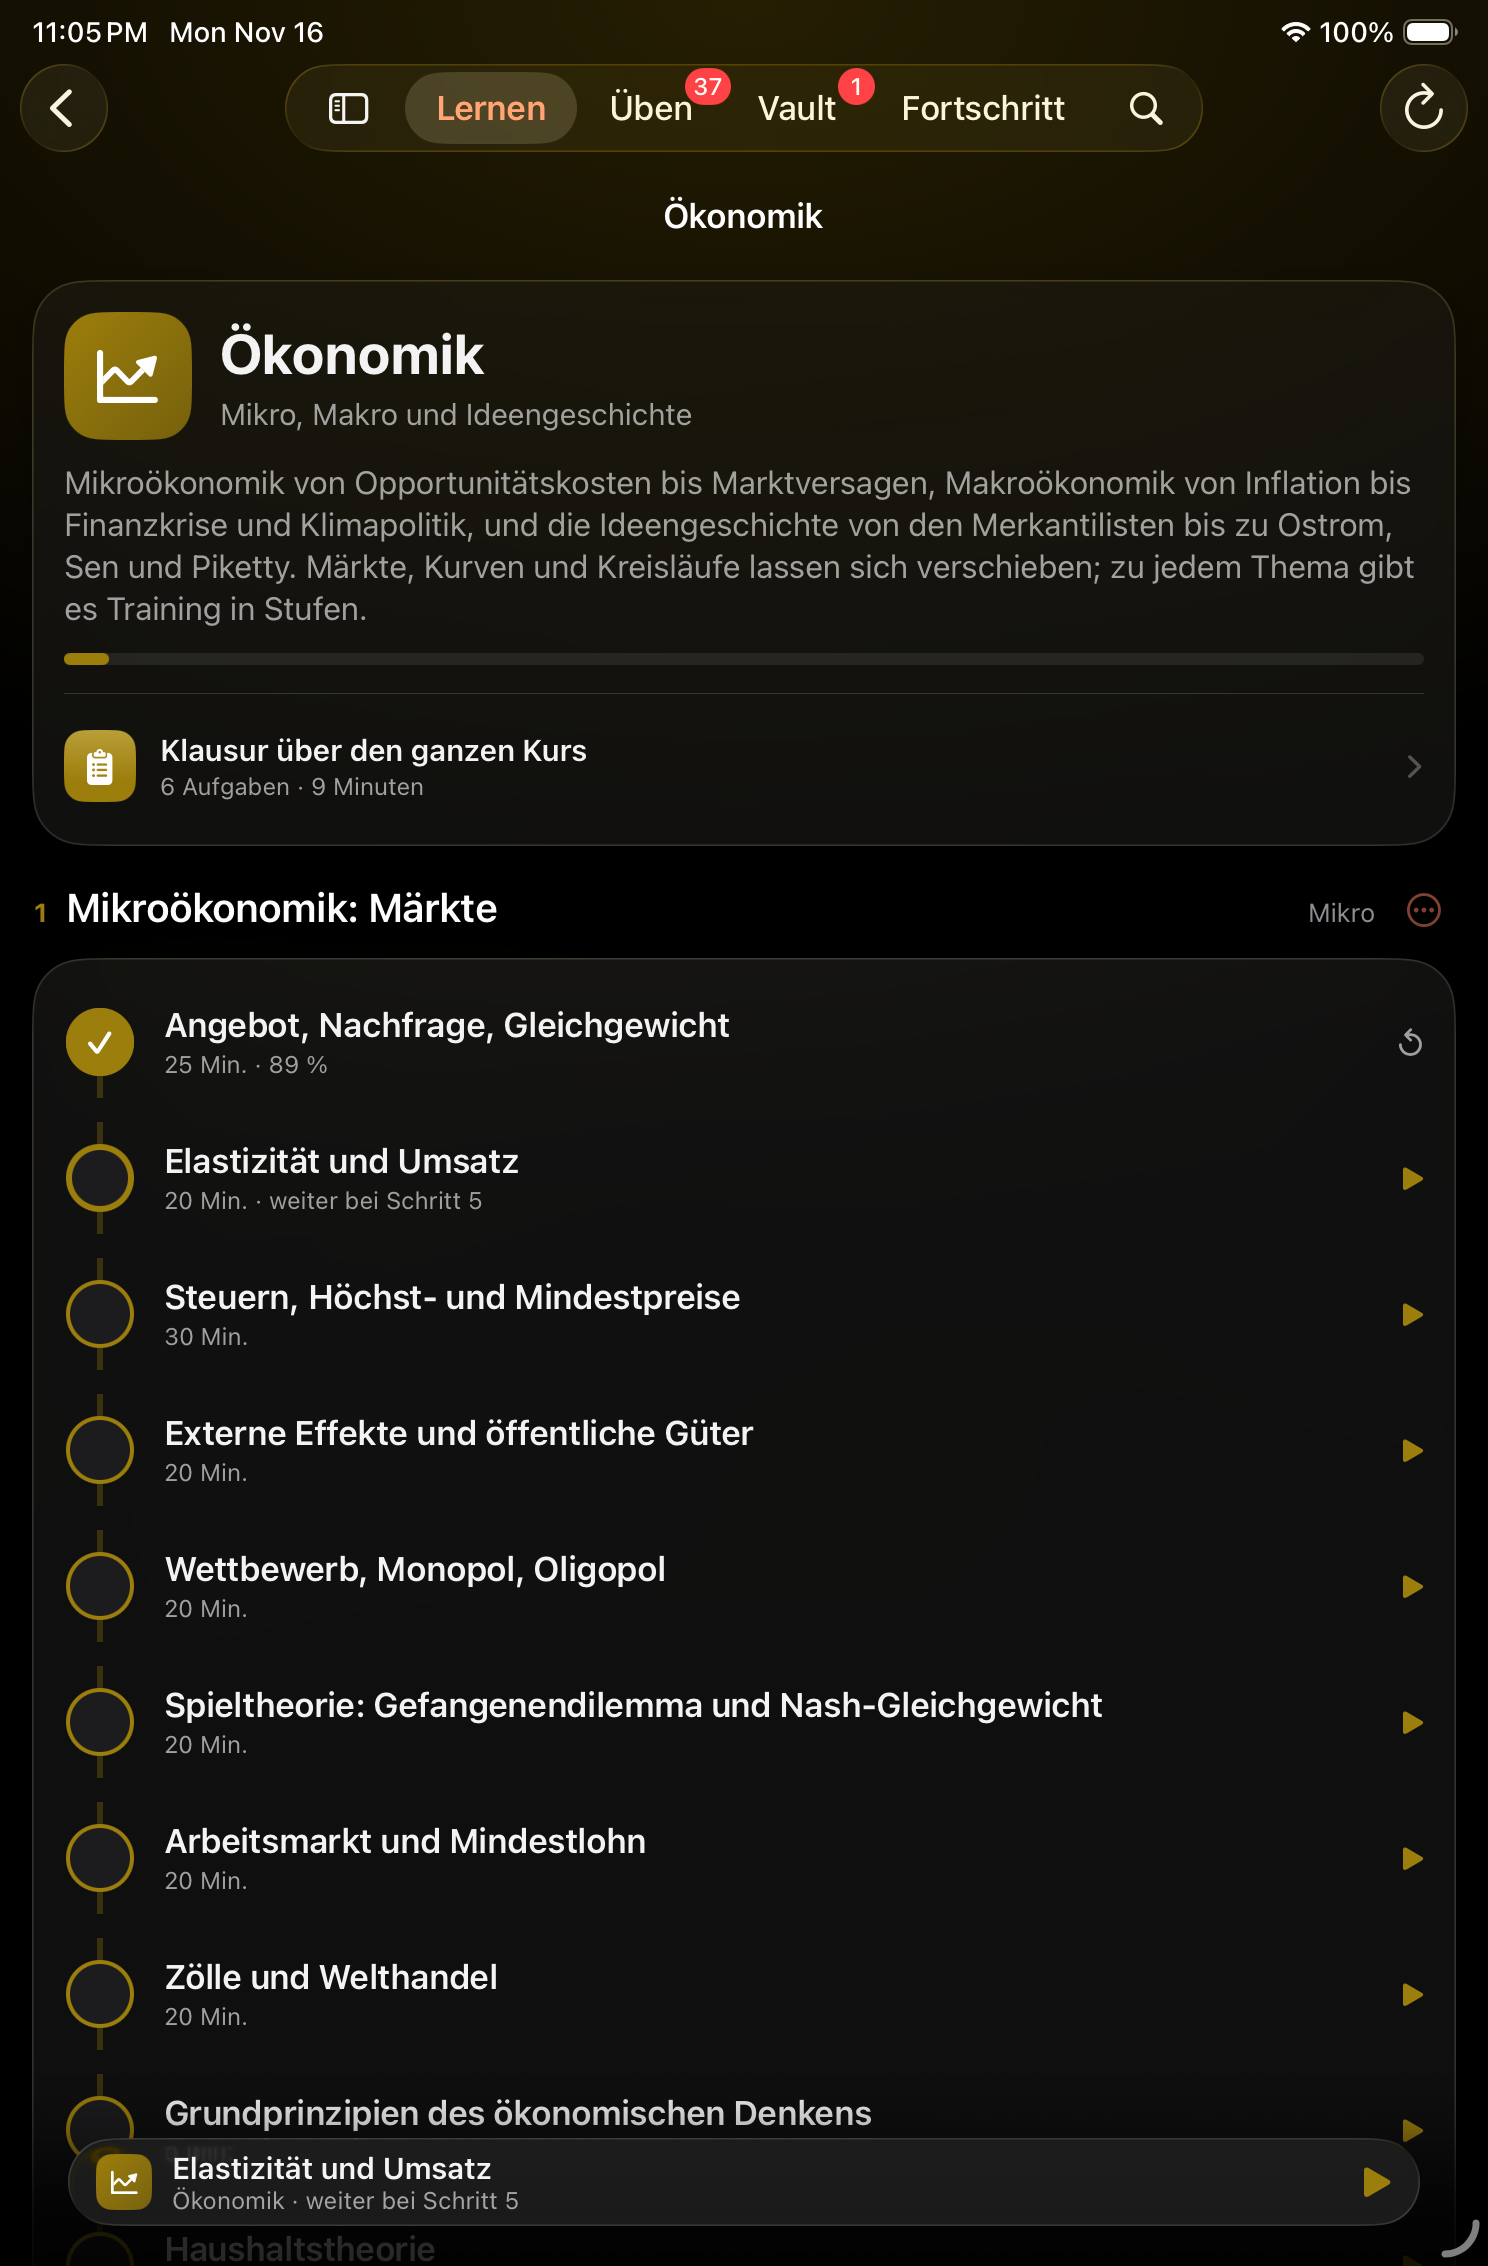 11:05 PM Mon Nov 16
100%
Lernen
Üben
37
Vault
1
Fortschritt
Ökonomik
Ökonomik
Mikro, Makro und Ideengeschichte
Mikroökonomik von Opportunitätskosten bis Marktversagen, Makroökonomik von Inflation bis
Finanzkrise und Klimapolitik, und die Ideengeschichte von den Merkantilisten bis zu Ostrom,
Sen und Piketty. Märkte, Kurven und Kreisläufe lassen sich verschieben; zu jedem Thema gibt
es Training in Stufen.
Klausur über den ganzen Kurs
6 Aufgaben · 9 Minuten
1 Mikroökonomik: Märkte
Mikro
Angebot, Nachfrage, Gleichgewicht
25 Min. · 89 %
Elastizität und Umsatz
20 Min. · weiter bei Schritt 5
Steuern, Höchst- und Mindestpreise
30 Min.
Externe Effekte und öffentliche Güter
20 Min.
Wettbewerb, Monopol, Oligopol
20 Min.
Spieltheorie: Gefangenendilemma und Nash-Gleichgewicht
20 Min.
Arbeitsmarkt und Mindestlohn
20 Min.
Zölle und Welthandel
20 Min.
Grundprinzipien des ökonomischen Denkens
Elastizität und Umsatz
Ökonomik · weiter bei Schritt 5
Haushaltstheorie